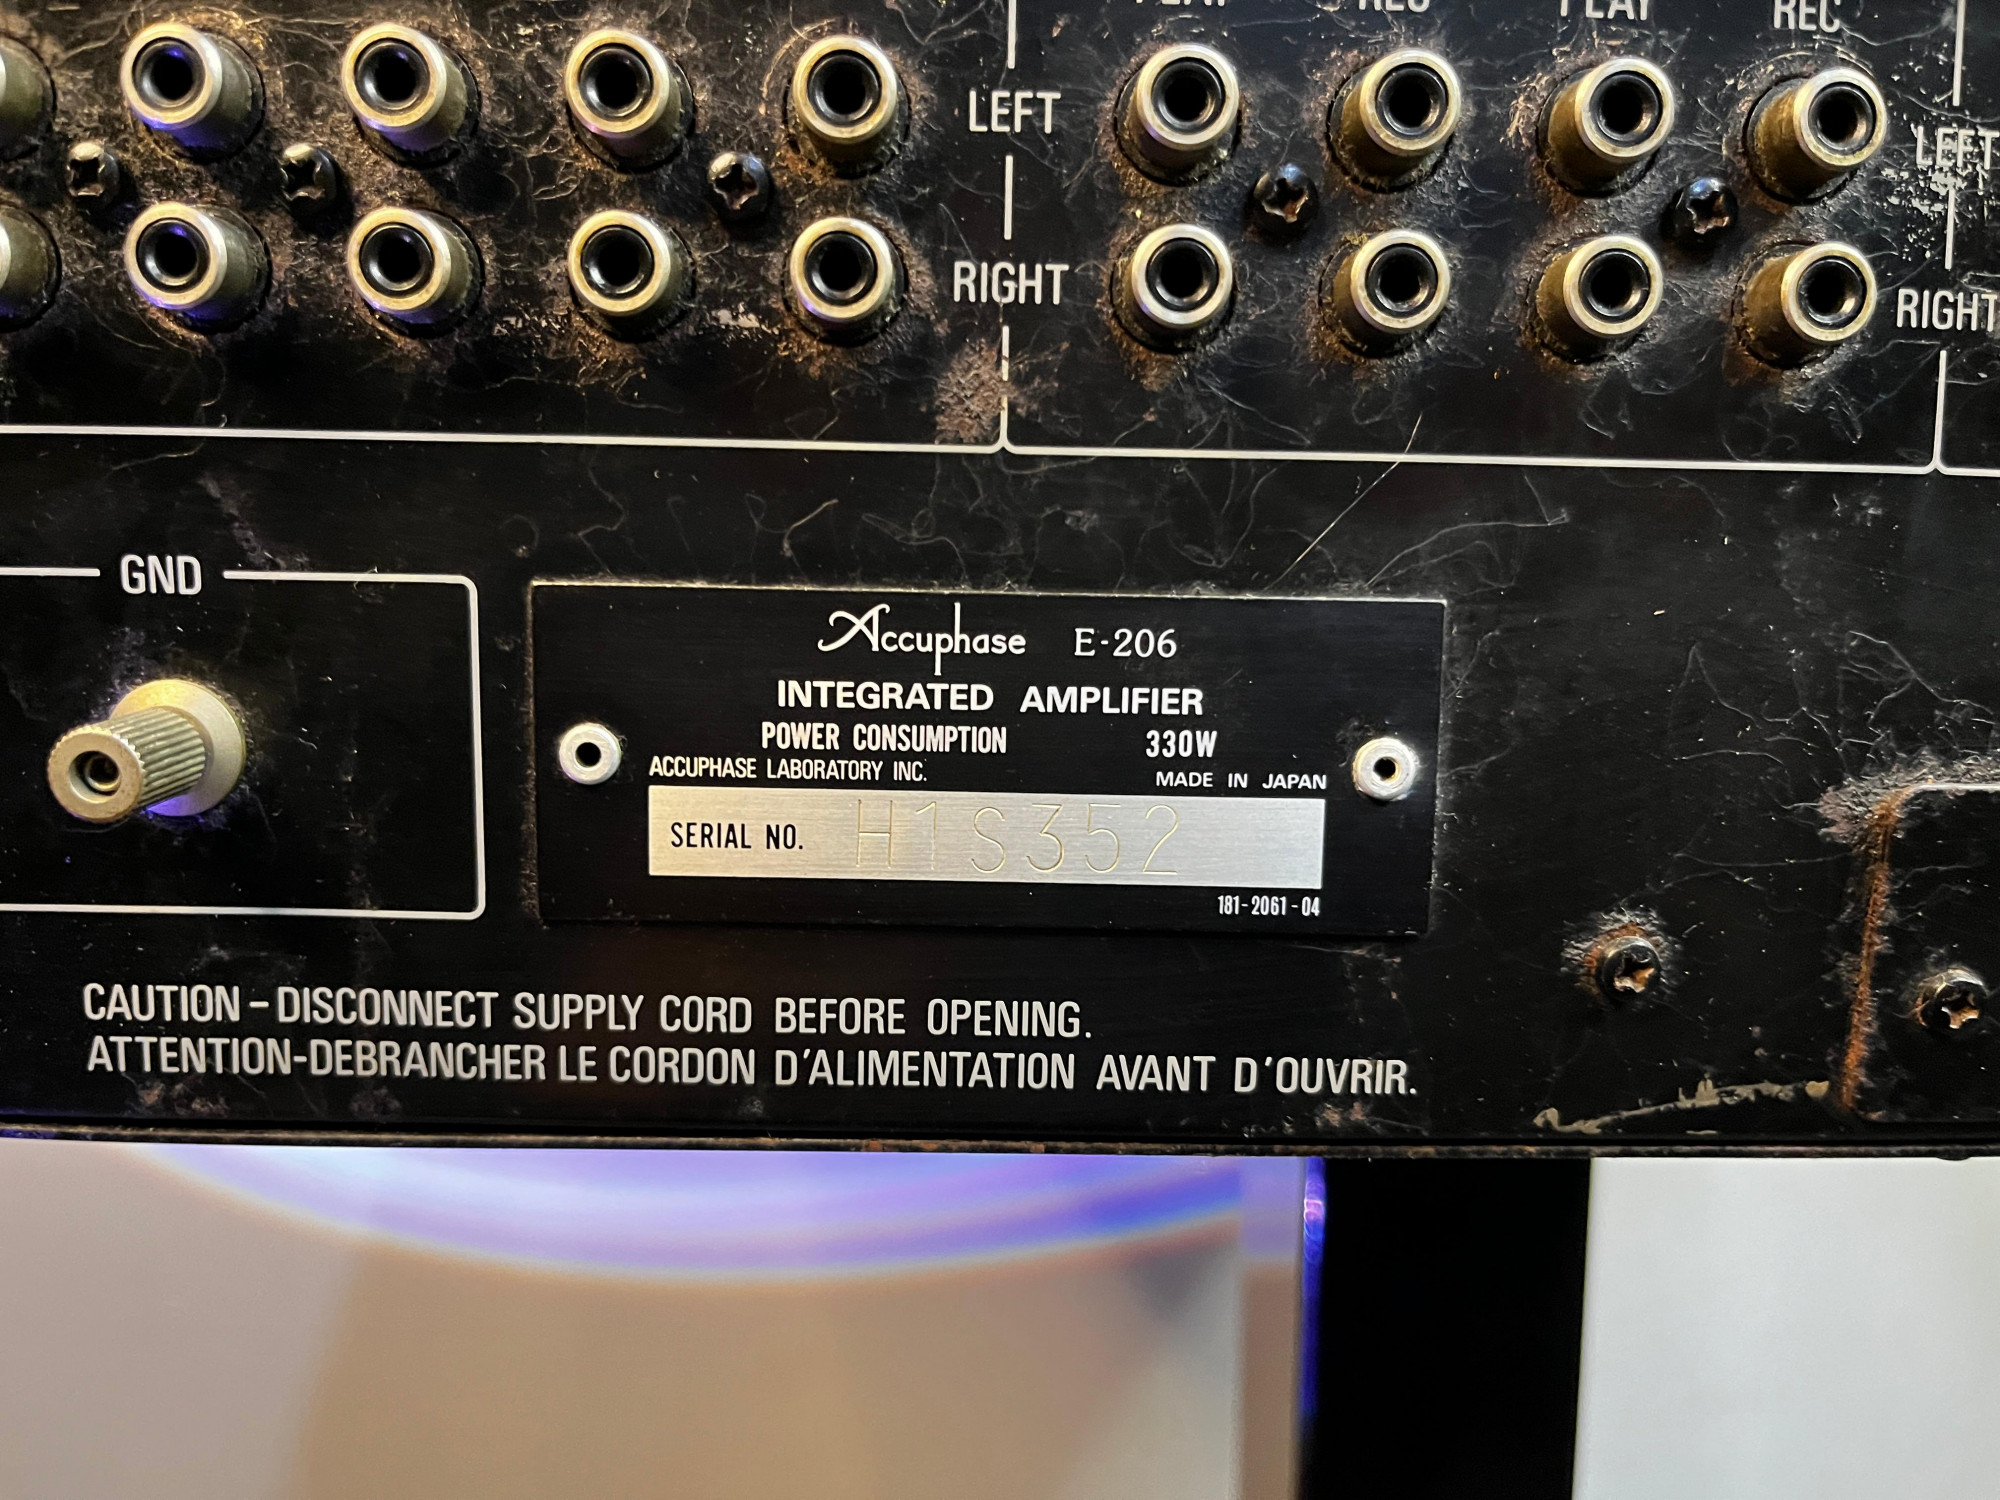 PLAY REC PLAY REC
LEFT LEFT
RIGHT RIGHT
GND
Accuphase E-206
INTEGRATED AMPLIFIER
POWER CONSUMPTION 330W
ACCUPHASE LABORATORY INC. MADE IN JAPAN
SERIAL NO. H1S352
181-2061-04
CAUTION-DISCONNECT SUPPLY CORD BEFORE OPENING.
ATTENTION-DEBRANCHER LE CORDON D'ALIMENTATION AVANT D'OUVRIR.